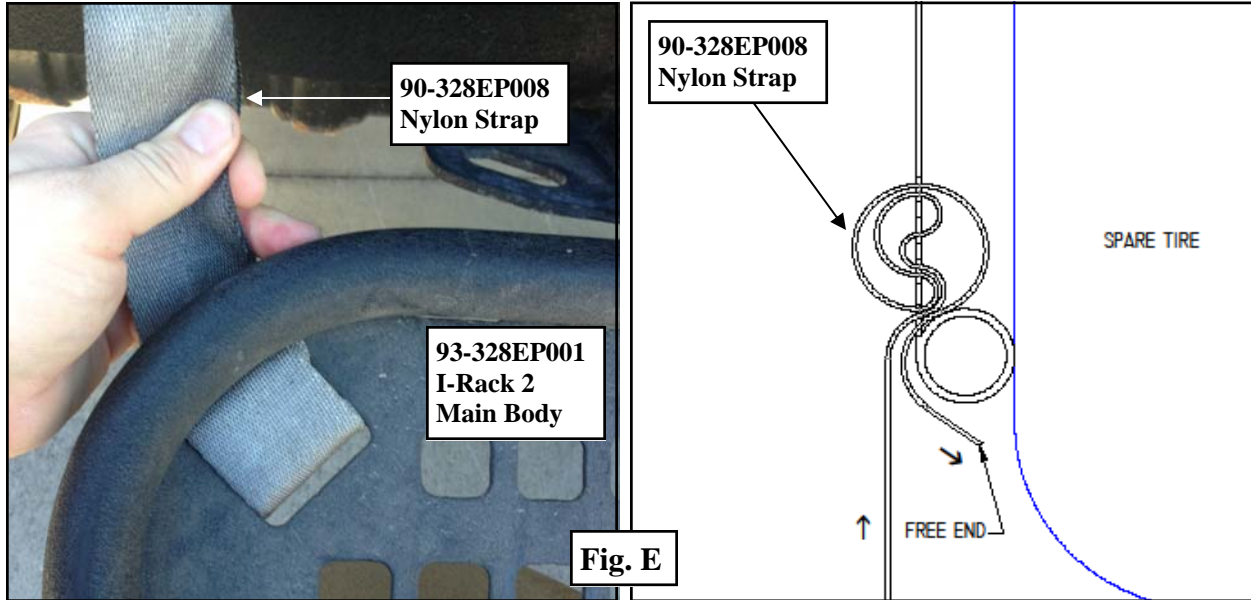 90-328EP008
Nylon Strap
93-328EP001
I-Rack 2
Main Body
Fig. E
90-328EP008
Nylon Strap
SPARE TIRE
FREE END